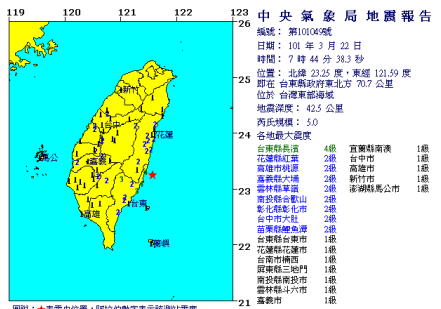 119 120 121 122 123
中央氣象局地震報告
編號： 第101049號
日期： 101 年 3 月 22 日
時間： 7 時 44 分 38.3 秒
位置： 北緯 23.25 度，東經 121.59 度
即在 台東縣政府東北方 70.7 公里
位於 台灣東部海域
地震深度： 42.5 公里
芮氏規模： 5.0
各地最大震度
台東縣長濱 4級 宜蘭縣南澳 1級
花蓮縣紅葉 2級 台中市 1級
高雄市桃源 2級 高雄市 1級
嘉義縣大埔 2級 新竹市 1級
雲林縣草嶺 2級 澎湖縣馬公市 1級
南投縣合歡山 2級
彰化縣彰化市 2級
台中市大肚 2級
苗栗縣鯉魚潭 2級
台東縣台東市 1級
花蓮縣花蓮市 1級
台南市楠西 1級
屏東縣三地門 1級
南投縣南投市 1級
雲林縣斗六市 1級
嘉義市 1級
26
25
24
23
22
21
新竹
台中
花蓮
馬公
嘉義
台東
高雄
蘭嶼